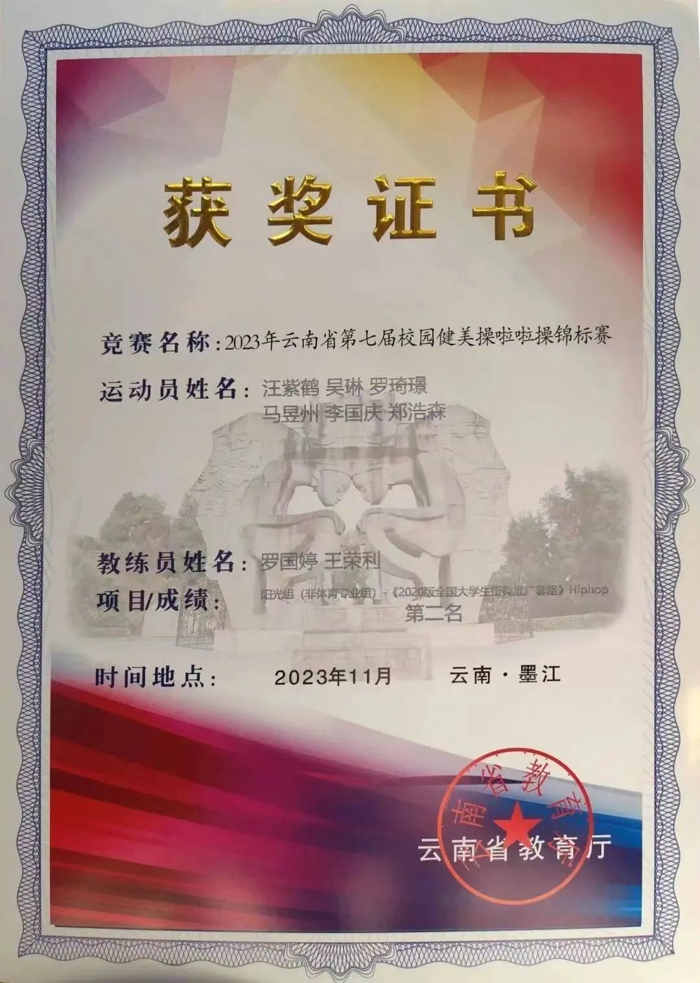 获奖证书
竞赛名称:2023年云南省第七届校园健美操啦啦操锦标赛
运动员姓名:汪紫鹤 吴琳 罗琦璟
马昱州 李国庆 郑浩森
教练员姓名:罗国婷 王荣利
项目/成绩:阳光组(非体育专业组)-《2020版全国大学生街舞推广套路》Hiphop
第二名
时间地点: 2023年11月 云南·墨江
云南省教育厅
云南省教育厅